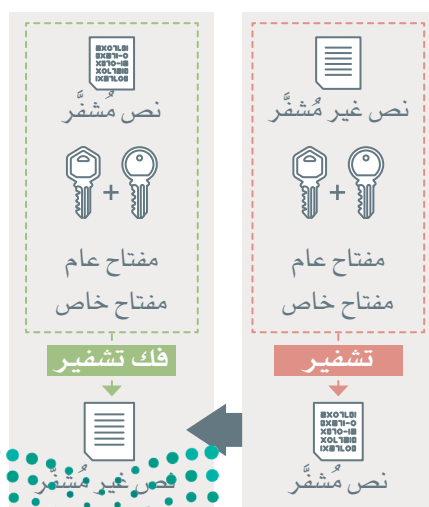 نص غير مُشفَّر
+
مفتاح عام
مفتاح خاص
تشفير
نص مُشفَّر
نص مُشفَّر
+
مفتاح عام
مفتاح خاص
فك تشفير
نص غير مُشفَّر